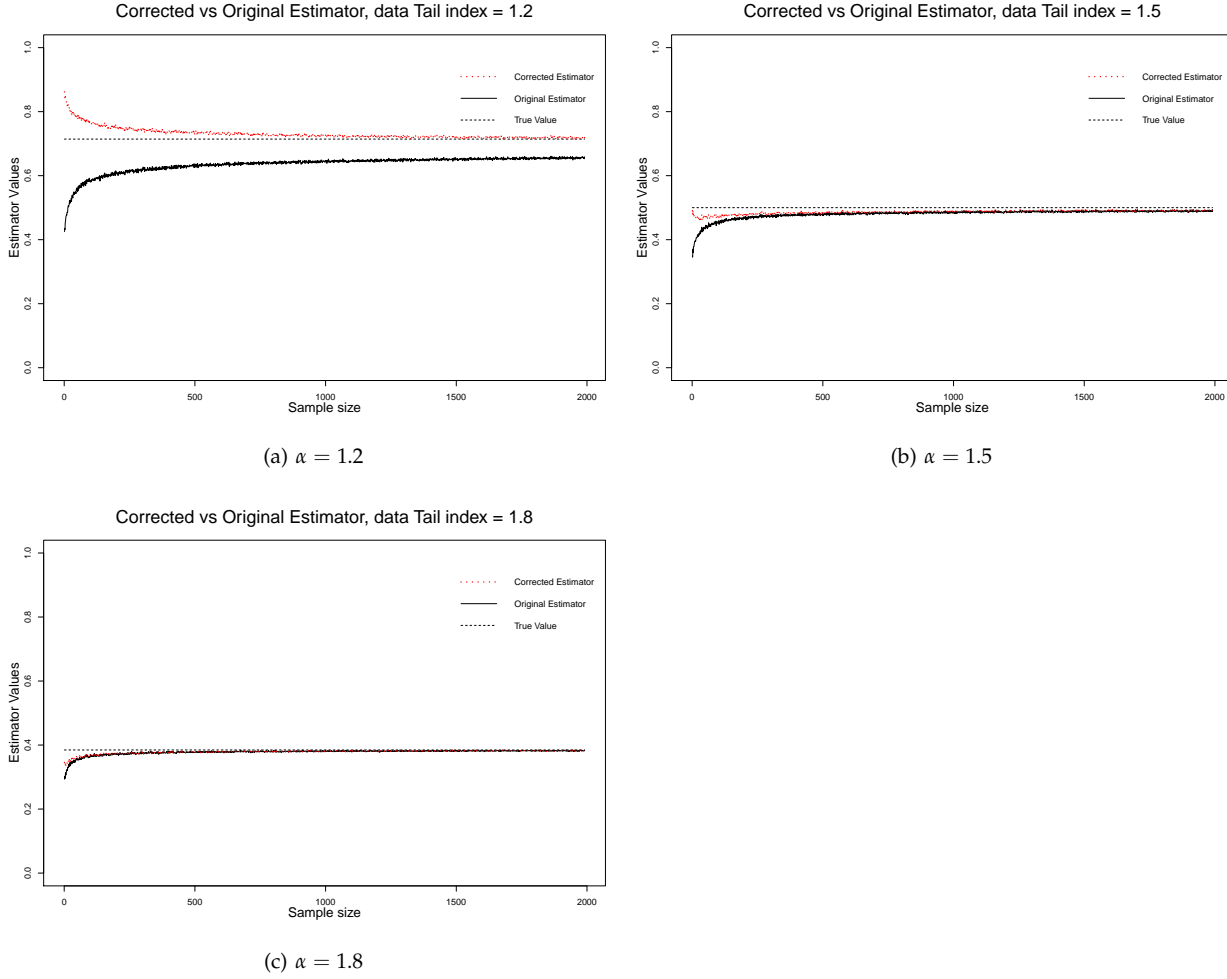 Corrected vs Original Estimator, data Tail index = 1.2
Estimator Values
1.0
0.8
0.6
0.4
0.2
0.0
Corrected Estimator
Original Estimator
True Value
0 500 1000 1500 2000
Sample size
(a) α = 1.2
Corrected vs Original Estimator, data Tail index = 1.5
Estimator Values
1.0
0.8
0.6
0.4
0.2
0.0
Corrected Estimator
Original Estimator
True Value
0 500 1000 1500 2000
Sample size
(b) α = 1.5
Corrected vs Original Estimator, data Tail index = 1.8
Estimator Values
1.0
0.8
0.6
0.4
0.2
0.0
Corrected Estimator
Original Estimator
True Value
0 500 1000 1500 2000
Sample size
(c) α = 1.8